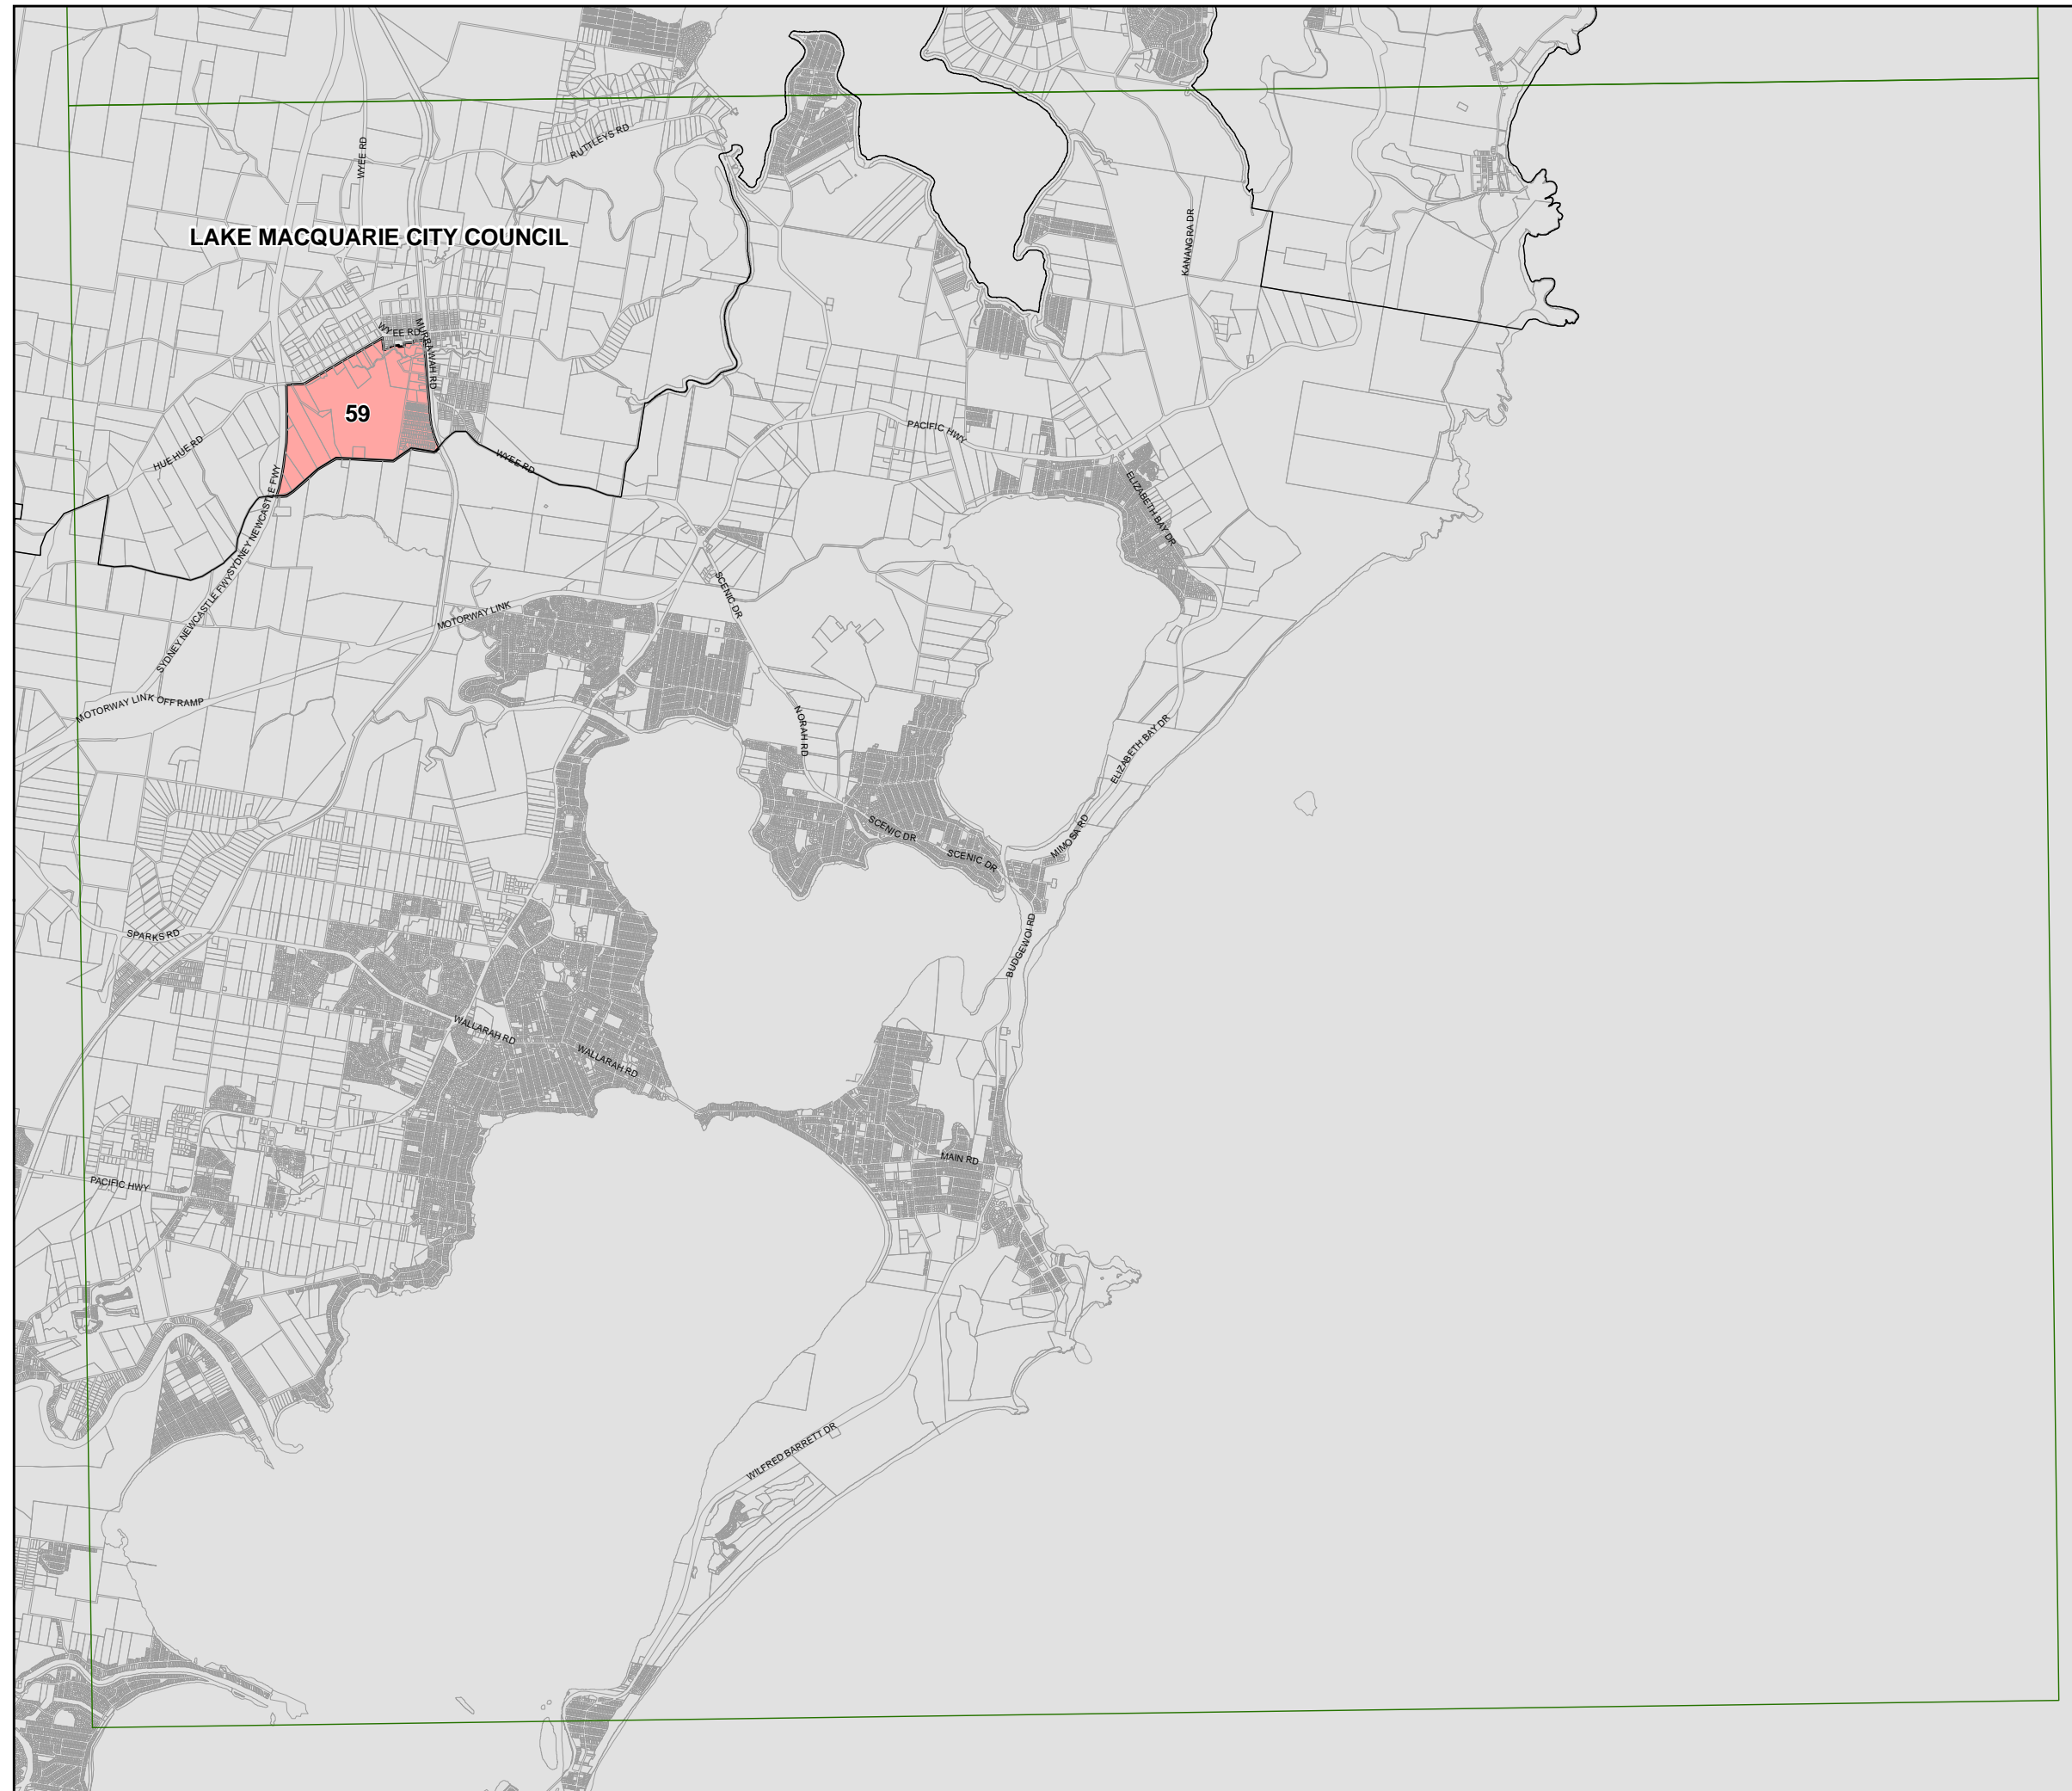 RUTTLEYS RD
WYEE RD
KANANGRA DR
LAKE MACQUARIE CITY COUNCIL
WYEE RD
MURRAWAH RD
59
PACIFIC HWY
HUE HUE RD
WYEE RD
ELIZABETH BAY DR
SYDNEY NEWCASTLE FWY
SCENIC DR
MOTORWAY LINK
SYDNEY NEWCASTLE FWY
MOTORWAY LINK OFF RAMP
NORAH RD
ELIZABETH BAY DR
SCENIC DR
MIMOSA RD
SCENIC DR
SPARKS RD
BUDGEWOI RD
WALLARAH RD
WALLARAH RD
MAIN RD
PACIFIC HWY
WILFRED BARRETT DR